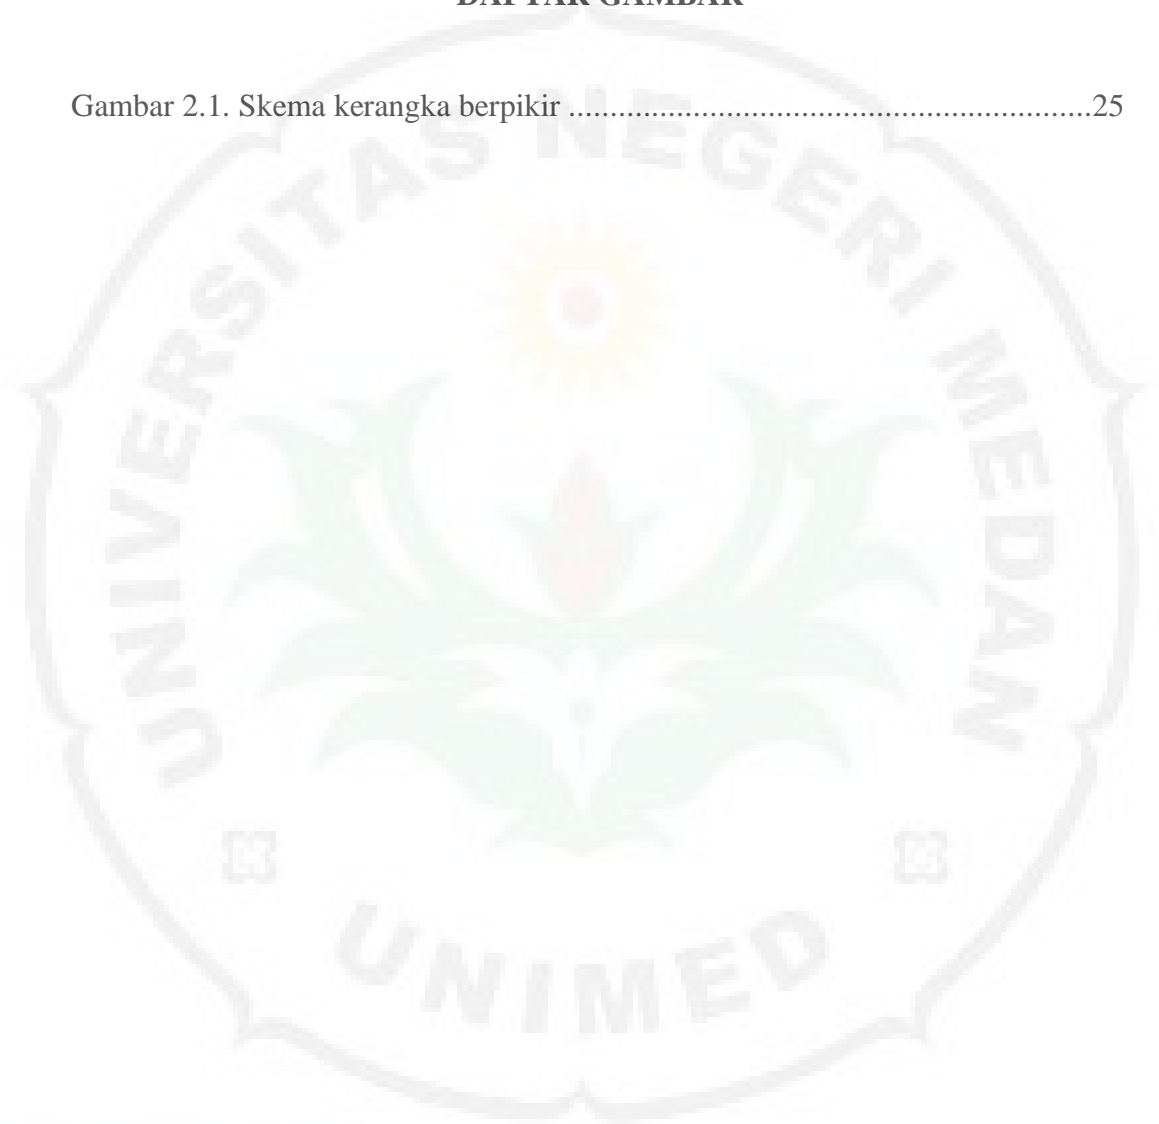 DAFTAR GAMBAR
Gambar 2.1. Skema kerangka berpikir ................................................................25
UNIVERSITAS NEGERI MEDAN
UNIMED